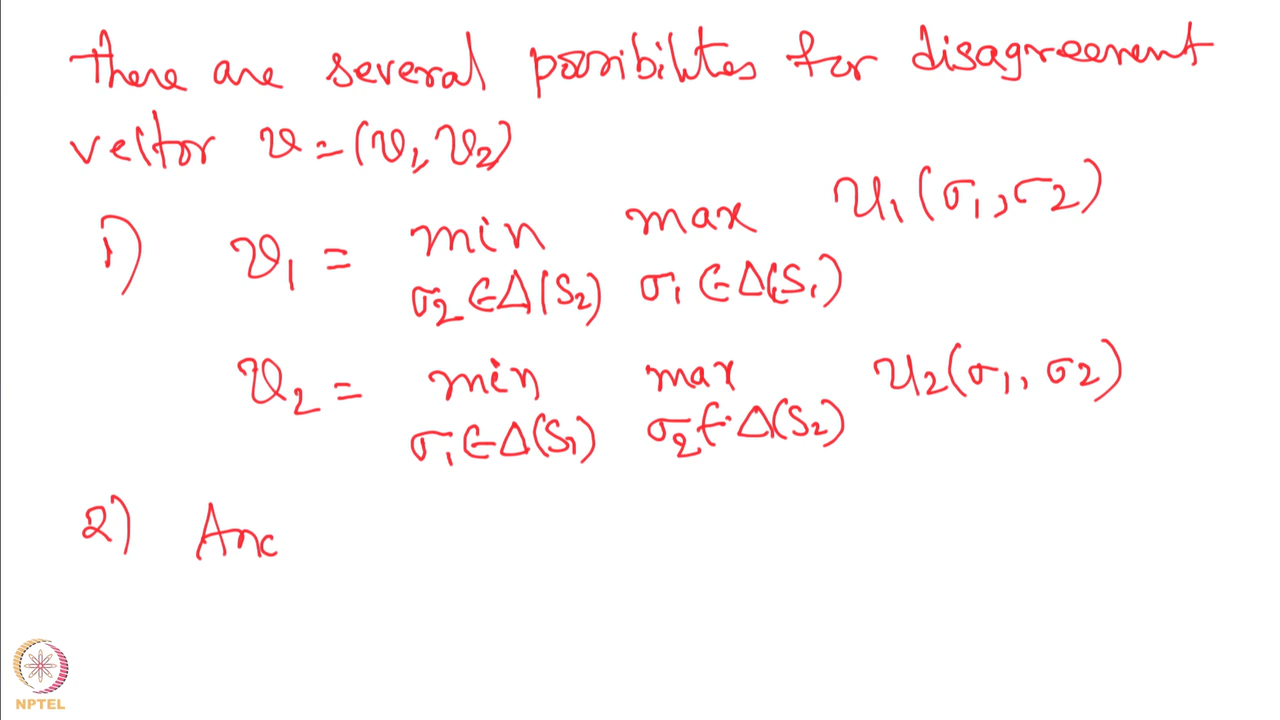 there are several possibilites for disagreement
vector v = (v₁, v₂)
1) v₁ = min max u₁(σ₁, σ₂)
σ₂ ∈ Δ(S₂) σ₁ ∈ Δ(S₁)
v₂ = min max u₂(σ₁, σ₂)
σ₁ ∈ Δ(S₁) σ₂ ∈ Δ(S₂)
2) Anc
NPTEL